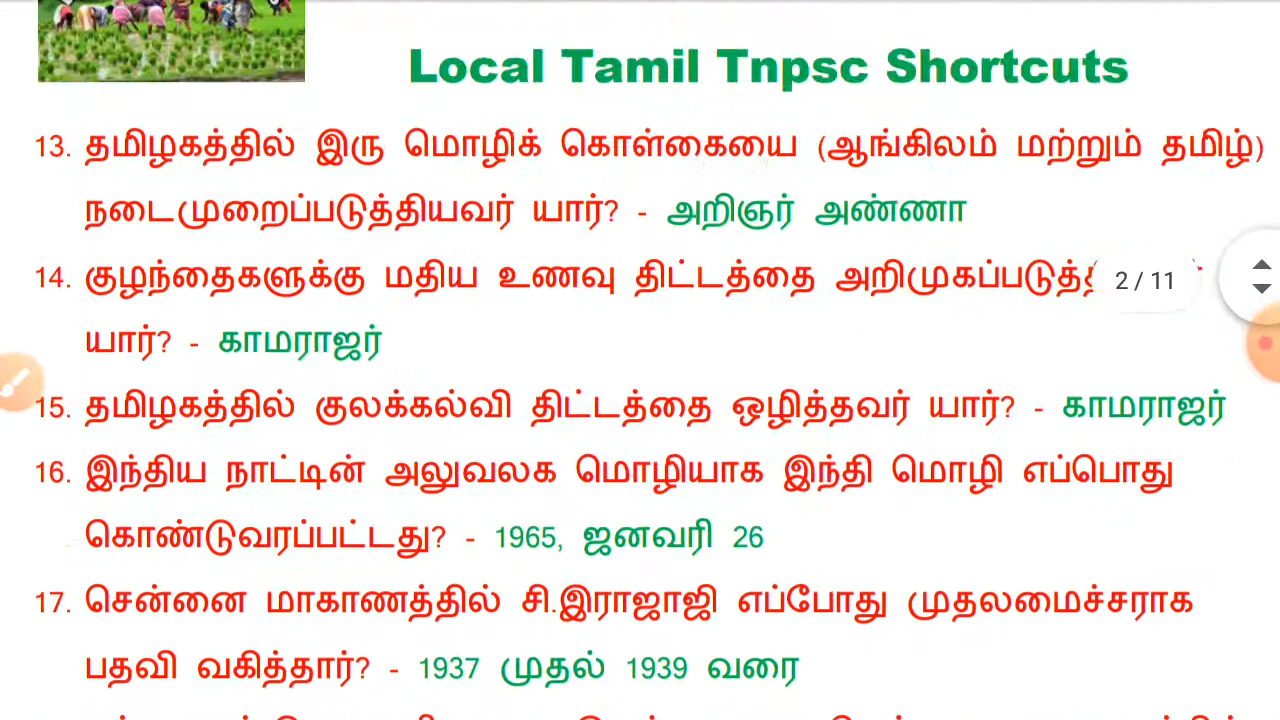 Local Tamil Tnpsc Shortcuts
13. தமிழகத்தில் இரு மொழிக் கொள்கையை (ஆங்கிலம் மற்றும் தமிழ்)
நடைமுறைப்படுத்தியவர் யார்? - அறிஞர் அண்ணா
14. குழந்தைகளுக்கு மதிய உணவு திட்டத்தை
2 / 11
யார்? - காமராஜர்
15. தமிழகத்தில் குலக்கல்வி திட்டத்தை ஒழித்தவர் யார்? - காமராஜர்
16. இந்திய நாட்டின் அலுவலக மொழியாக இந்தி மொழி எப்பொது
கொண்டுவரப்பட்டது? - 1965, ஜனவரி 26
17. சென்னை மாகாணத்தில் சி.இராஜாஜி எப்போது முதலமைச்சராக
பதவி வகித்தார்? - 1937 முதல் 1939 வரை